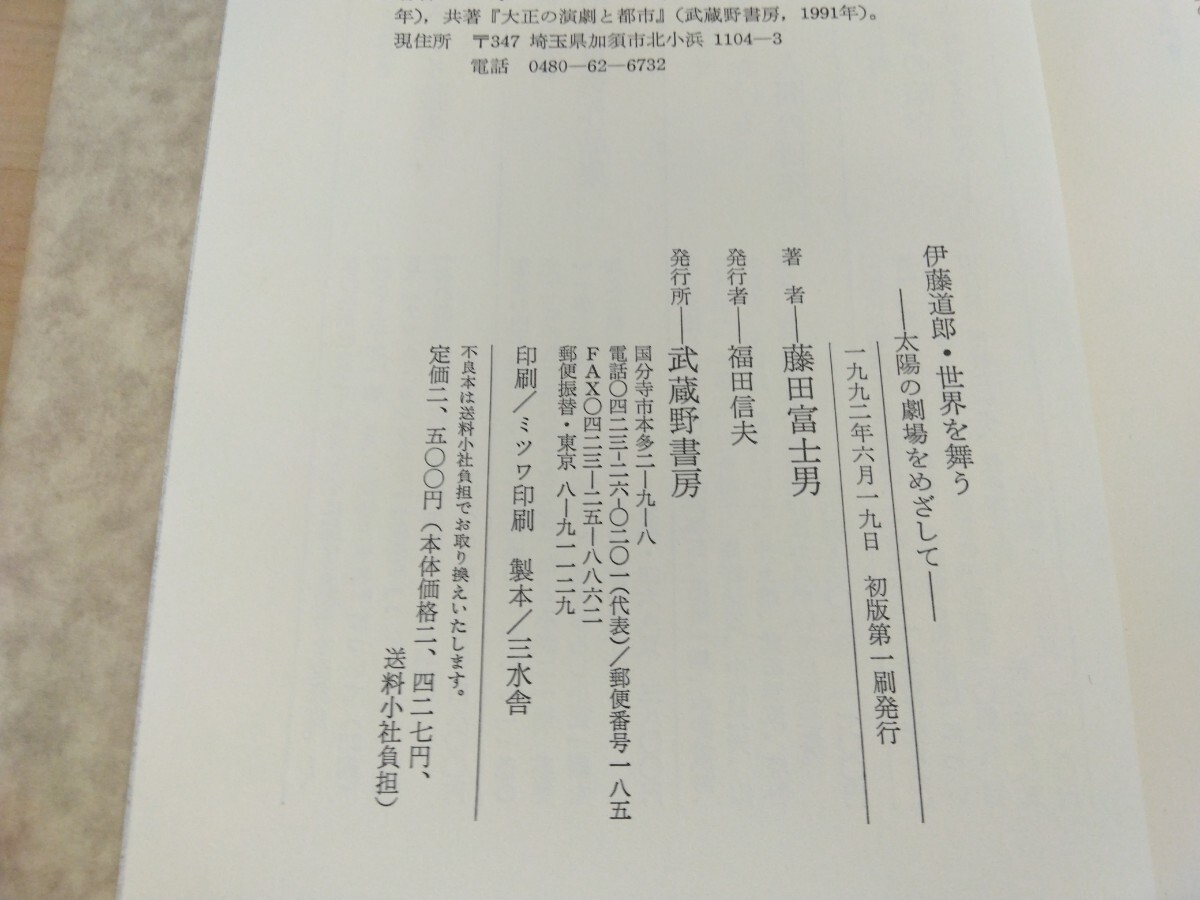 年），共著『大正の演劇と都市』（武蔵野書房，1991年）。
現住所　〒347 埼玉県加須市北小浜 1104―3
電話　0480―62―6732
伊藤道郎・世界を舞う
――太陽の劇場をめざして――
一九九二年六月一九日　初版第一刷発行
著　者――藤田富士男
発行者――福田信夫
発行所――武蔵野書房
国分寺市本多二―九―八
電話〇四二三―二六―〇二〇一（代表）／郵便番号一八五
ＦＡＸ〇四二三―二五―八八六二
郵便振替・東京 八―九一一二九
印刷／ミツワ印刷　製本／三水舎
不良本は送料小社負担でお取り換えいたします。
定価二、五〇〇円（本体価格二、四二七円、
送料小社負担）